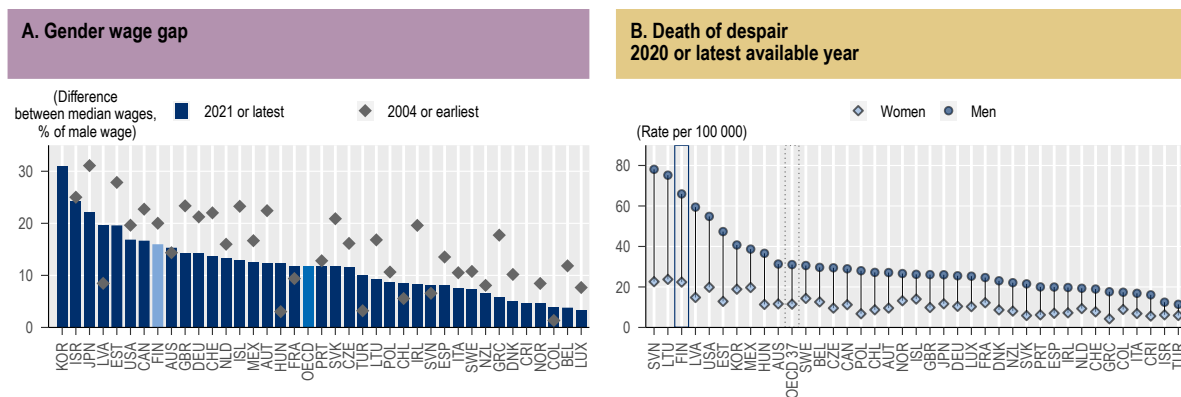 A. Gender wage gap
(Difference
between median wages,
% of male wage)
2021 or latest
2004 or earliest
30
20
10
0
KOR
ISR
JPN
LVA
EST
USA
CAN
FIN
AUS
GBR
DEU
CHE
NLD
ISL
MEX
AUT
HUN
FRA
OECD
PRT
SVK
CZE
TUR
LTU
POL
CHL
IRL
SVN
ESP
ITA
SWE
NZL
GRC
DNK
CRI
NOR
COL
BEL
LUX
B. Death of despair
2020 or latest available year
Women
Men
(Rate per 100 000)
80
60
40
20
0
SVN
LTU
FIN
LVA
USA
EST
KOR
MEX
HUN
AUS
OECD 37
SWE
BEL
CZE
CAN
POL
CHL
AUT
NOR
ISL
GBR
JPN
DEU
LUX
FRA
DNK
NZL
SVK
PRT
ESP
IRL
NLD
CHE
GRC
COL
ITA
CRI
ISR
TUR